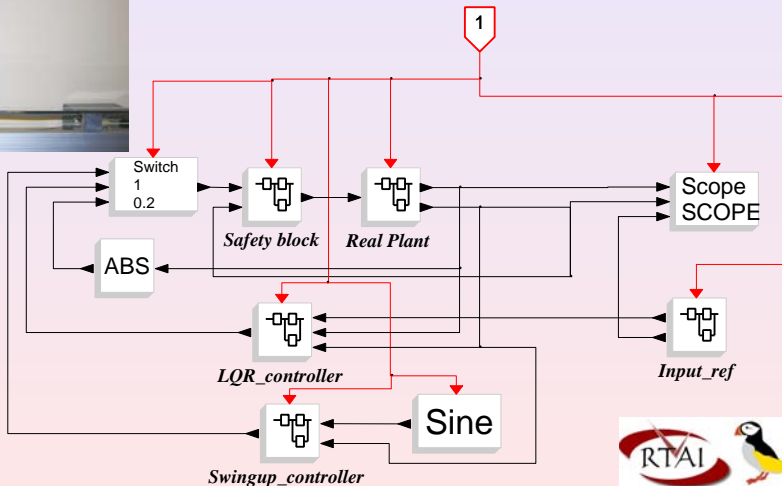 1
Switch
1
0.2
Safety block
Real Plant
Scope
SCOPE
ABS
LQR_controller
Input_ref
Sine
Swingup_controller
RTAI